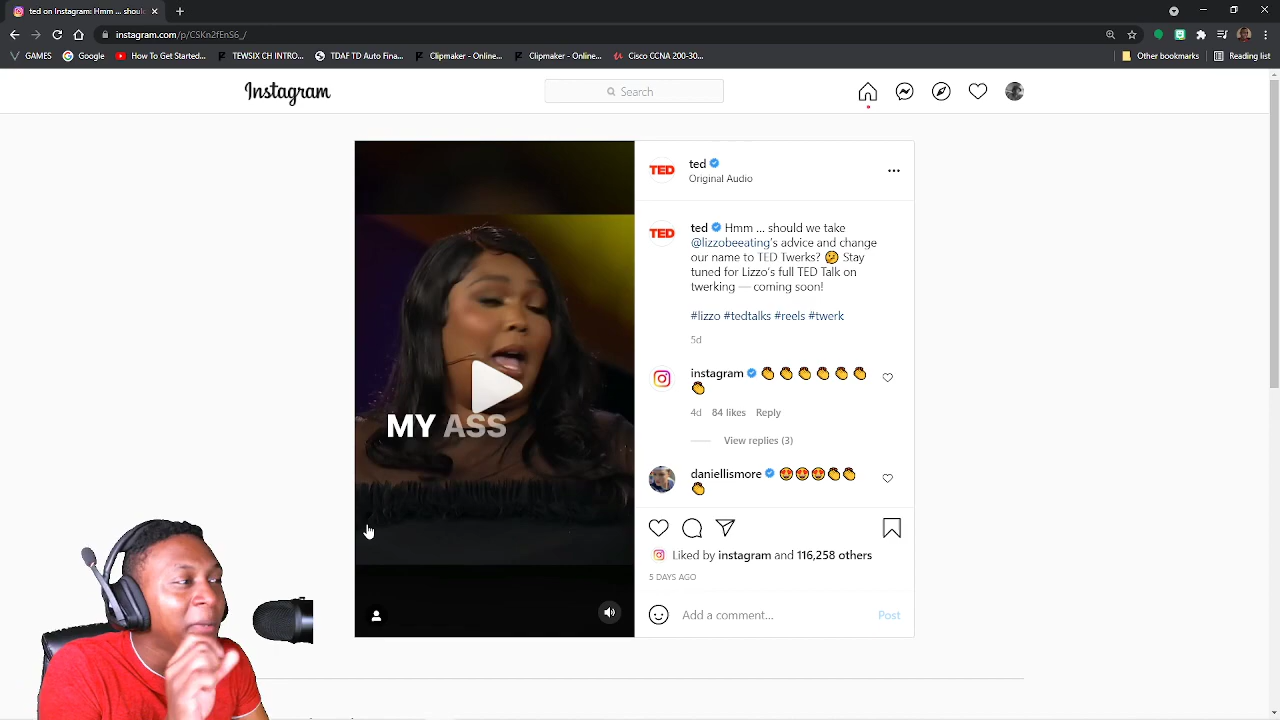 ted on Instagram: "Hmm ...
instagram.com/p/CSKn2fEnS6_/
GAMES
Google
How To Get Started...
TEWSIX CH INTRO...
TDAF TD Auto Fina...
Clipmaker - Online...
Clipmaker - Online...
Cisco CCNA 200-30...
Other bookmarks
Reading list
Instagram
Search
TED
ted
Original Audio
TED
ted Hmm ... should we take
@lizzobeeating's advice and change
our name to TED Twerks? 🤔 Stay
tuned for Lizzo's full TED Talk on
twerking — coming soon!
#lizzo #tedtalks #reels #twerk
5d
instagram 👏 👏 👏 👏 👏 👏
👏
4d 84 likes Reply
View replies (3)
daniellismore 😍😍😍👏👏
👏
Liked by instagram and 116,258 others
5 DAYS AGO
Add a comment...
Post
MY ASS